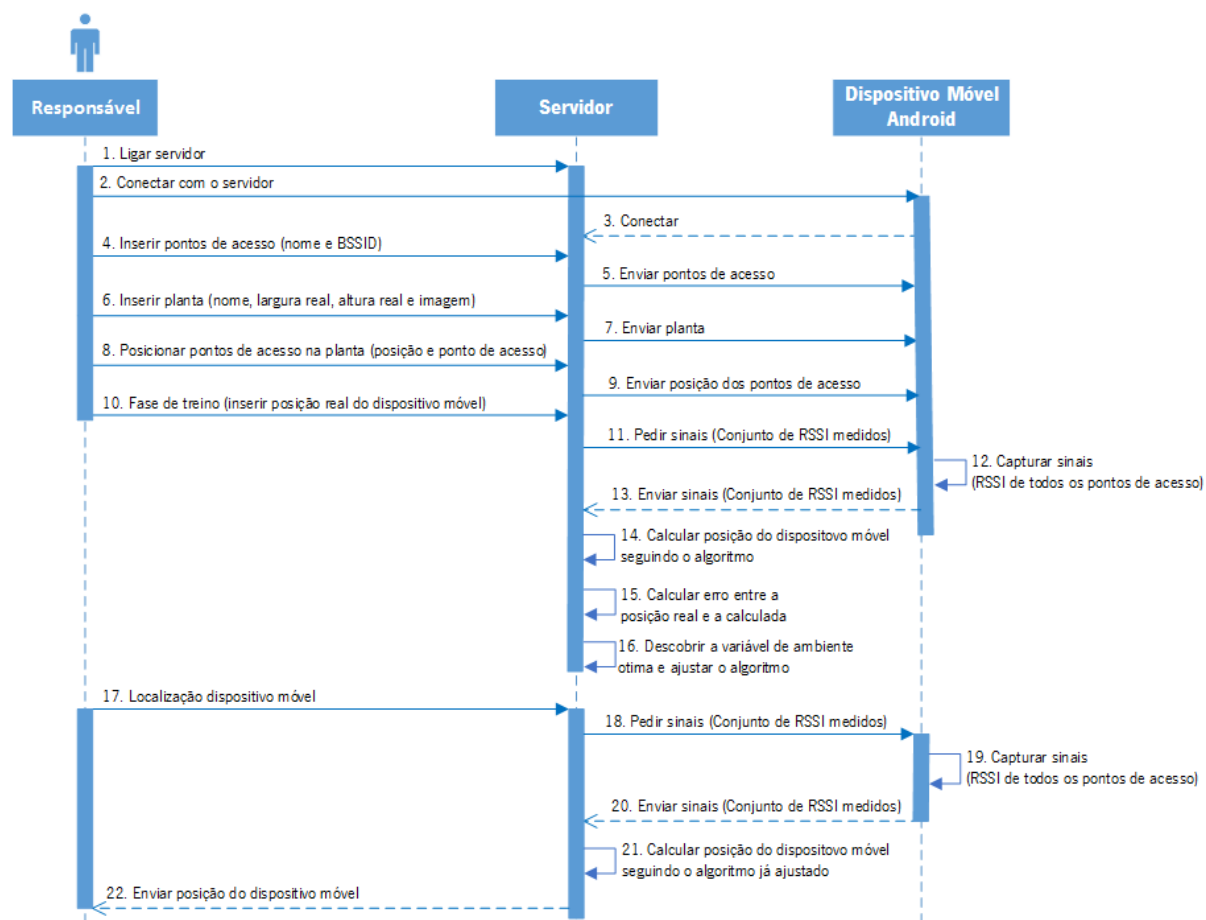 Responsável
Servidor
Dispositivo Móvel
Android
1. Ligar servidor
2. Conectar com o servidor
3. Conectar
4. Inserir pontos de acesso (nome e BSSID)
5. Enviar pontos de acesso
6. Inserir planta (nome, largura real, altura real e imagem)
7. Enviar planta
8. Posicionar pontos de acesso na planta (posição e ponto de acesso)
9. Enviar posição dos pontos de acesso
10. Fase de treino (inserir posição real do dispositivo móvel)
11. Pedir sinais (Conjunto de RSSI medidos)
12. Capturar sinais
(RSSI de todos os pontos de acesso)
13. Enviar sinais (Conjunto de RSSI medidos)
14. Calcular posição do dispositovo móvel
seguindo o algoritmo
15. Calcular erro entre a
posição real e a calculada
16. Descobrir a variável de ambiente
otima e ajustar o algoritmo
17. Localização dispositivo móvel
18. Pedir sinais (Conjunto de RSSI medidos)
19. Capturar sinais
(RSSI de todos os pontos de acesso)
20. Enviar sinais (Conjunto de RSSI medidos)
21. Calcular posição do dispositovo móvel
seguindo o algoritmo já ajustado
22. Enviar posição do dispositivo móvel